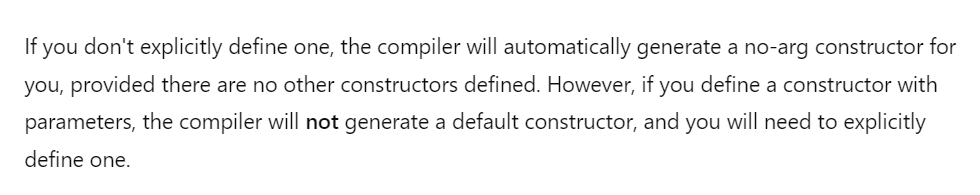 If you don't explicitly define one, the compiler will automatically generate a no-arg constructor for
you, provided there are no other constructors defined. However, if you define a constructor with
parameters, the compiler will not generate a default constructor, and you will need to explicitly
define one.